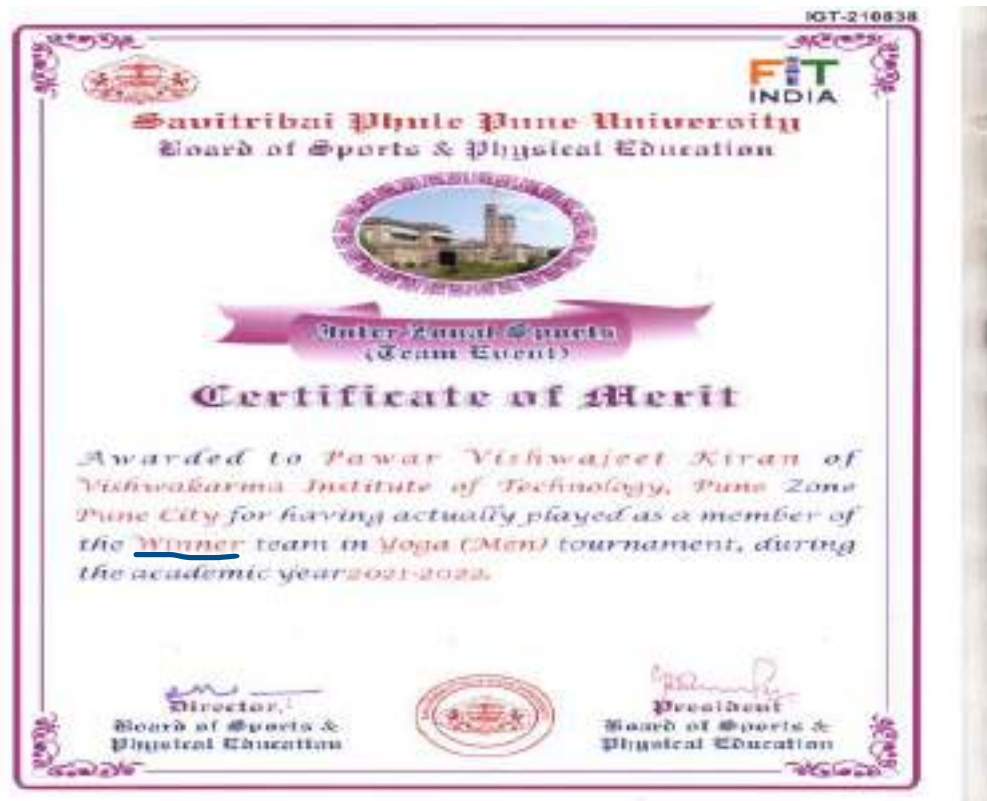 IGT-210838
FIT
INDIA
Savitribai Phule Pune University
Board of Sports & Physical Education
Inter Zonal Sports
(Team Event)
Certificate of Merit
Awarded to Pawar Vishwajeet Kiran of
Vishwakarma Institute of Technology, Pune Zone
Pune City for having actually played as a member of
the Winner team in Yoga (Men) tournament, during
the academic year 2021-2022.
Director,
Board of Sports &
Physical Education
President
Board of Sports &
Physical Education